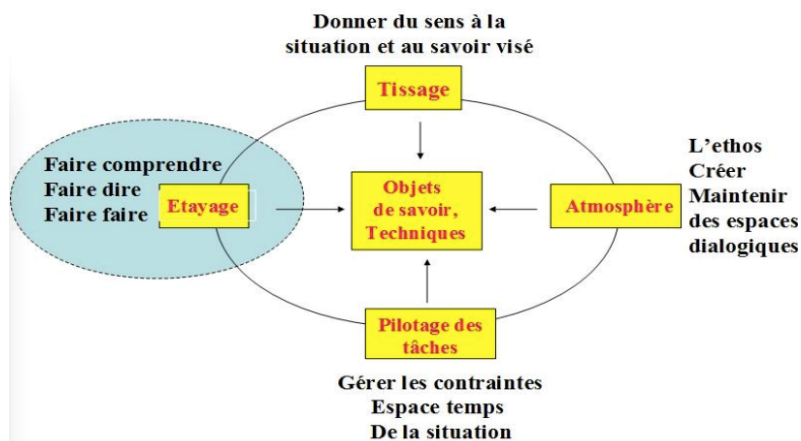 Donner du sens à la
situation et au savoir visé
Tissage
Faire comprendre
Faire dire
Faire faire
Etayage
Objets
de savoir,
Techniques
Atmosphère
L'ethos
Créer
Maintenir
des espaces
dialogiques
Pilotage des
tâches
Gérer les contraintes
Espace temps
De la situation